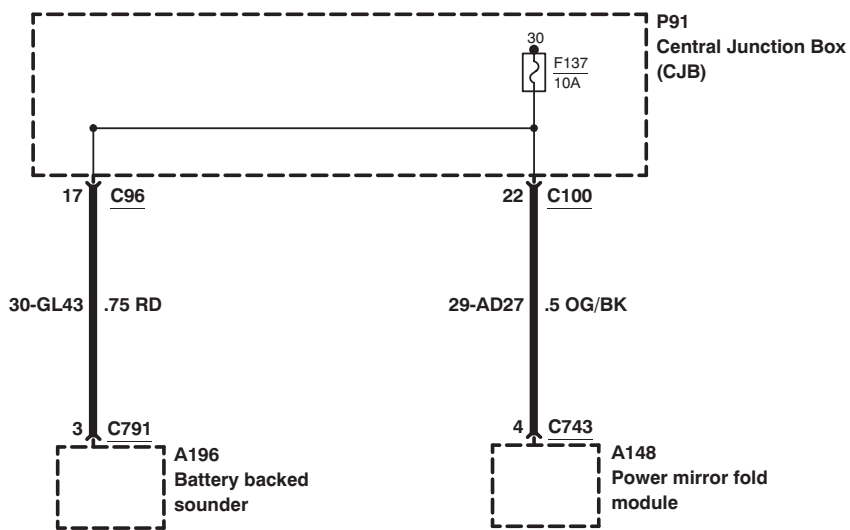 P91
Central Junction Box
(CJB)
30
F137
10A
17 C96
22 C100
30-GL43 .75 RD
29-AD27 .5 OG/BK
3 C791
4 C743
A196
Battery backed
sounder
A148
Power mirror fold
module